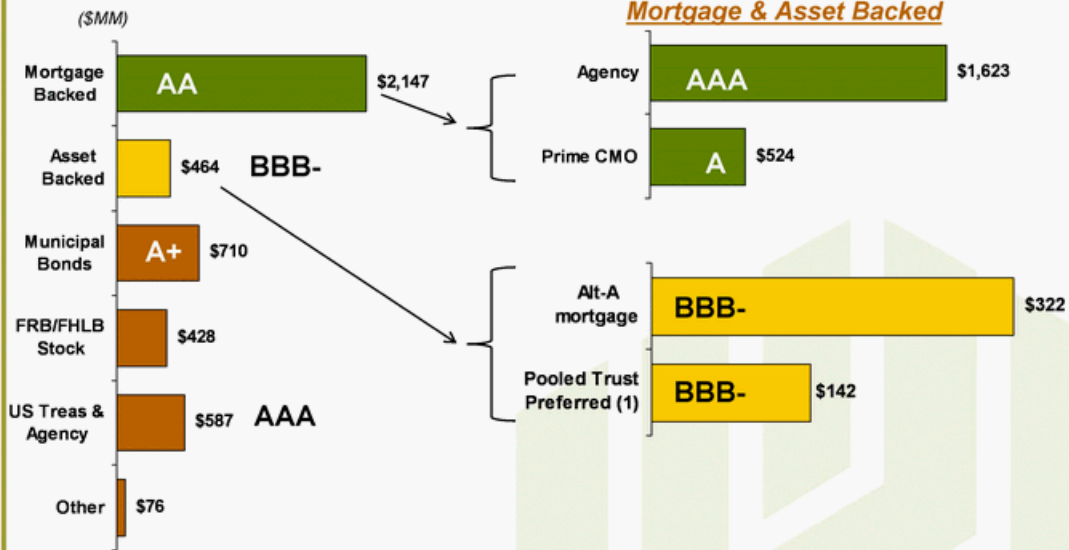 ($MM)
Mortgage
Backed
AA
$2,147
Asset
Backed
$464
BBB-
Municipal
Bonds
A+
$710
FRB/FHLB
Stock
$428
US Treas &
Agency
$587
AAA
Other
$76
Mortgage & Asset Backed
Agency
AAA
$1,623
Prime CMO
A
$524
Alt-A
mortgage
BBB-
$322
Pooled Trust
Preferred (1)
BBB-
$142